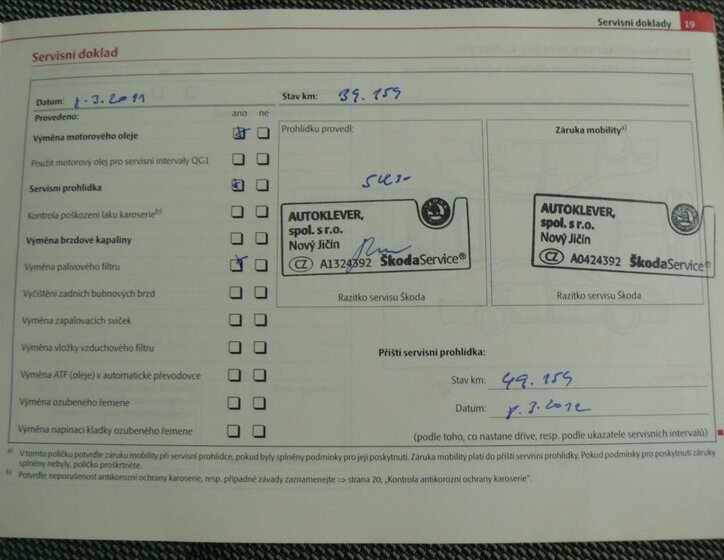 Servisní doklady 19
Servisní doklad
Datum: 8.3.2011 Stav km: 39.159
Provedeno: ano ne
Výměna motorového oleje
Použit motorový olej pro servisní intervaly QG1
Servisní prohlídka
Kontrola poškození laku karoserie b)
Výměna brzdové kapaliny
Výměna palivového filtru
Vyčištění zadních bubnových brzd
Výměna zapalovacích svíček
Výměna vložky vzduchového filtru
Výměna ATF (oleje) v automatické převodovce
Výměna ozubeného řemene
Výměna napínací kladky ozubeného řemene
Prohlídku provedl:
AUTOKLEVER,
spol. s r.o.
Nový Jičín
CZ A1324392 ŠkodaService®
Razítko servisu Škoda
Záruka mobility a)
AUTOKLEVER,
spol. s r.o.
Nový Jičín
CZ A0424392 ŠkodaService®
Razítko servisu Škoda
Příští servisní prohlídka:
Stav km: 49.159
Datum: 8.3.2012
(podle toho, co nastane dříve, resp. podle ukazatele servisních intervalů)
a) V tomto políčku potvrďte záruku mobility při servisní prohlídce, pokud byly splněny podmínky pro její poskytnutí. Záruka mobility platí do příští servisní prohlídky. Pokud podmínky pro poskytnutí záruky
splněny nebyly, políčko proškrtněte.
b) Potvrďte neporušenost antikorozní ochrany karoserie, resp. případné závady zaznamenejte ⇒ strana 20, „Kontrola antikorozní ochrany karoserie".